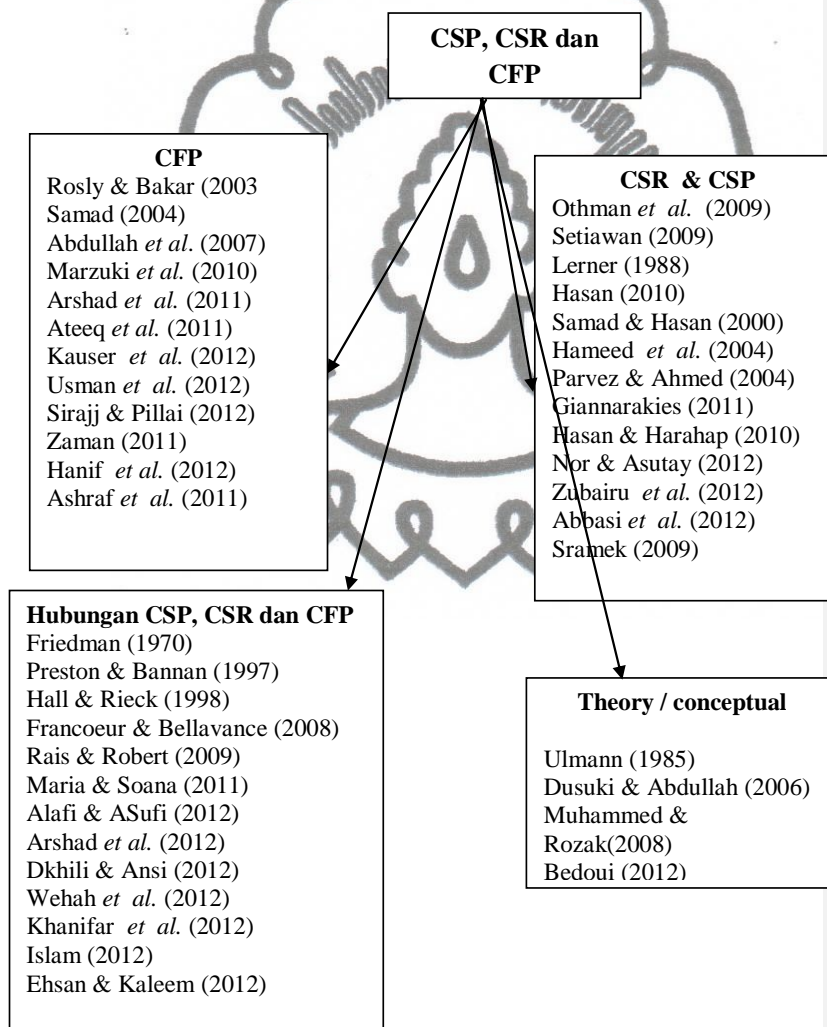 CSP, CSR dan
CFP
CFP
Rosly & Bakar (2003
Samad (2004)
Abdullah et al. (2007)
Marzuki et al. (2010)
Arshad et al. (2011)
Ateeq et al. (2011)
Kauser et al. (2012)
Usman et al. (2012)
Sirajj & Pillai (2012)
Zaman (2011)
Hanif et al. (2012)
Ashraf et al. (2011)
CSR & CSP
Othman et al. (2009)
Setiawan (2009)
Lerner (1988)
Hasan (2010)
Samad & Hasan (2000)
Hameed et al. (2004)
Parvez & Ahmed (2004)
Giannarakies (2011)
Hasan & Harahap (2010)
Nor & Asutay (2012)
Zubairu et al. (2012)
Abbasi et al. (2012)
Sramek (2009)
Hubungan CSP, CSR dan CFP
Friedman (1970)
Preston & Bannan (1997)
Hall & Rieck (1998)
Francoeur & Bellavance (2008)
Rais & Robert (2009)
Maria & Soana (2011)
Alafi & ASufi (2012)
Arshad et al. (2012)
Dkhili & Ansi (2012)
Wehah et al. (2012)
Khanifar et al. (2012)
Islam (2012)
Ehsan & Kaleem (2012)
Theory / conceptual
Ulmann (1985)
Dusuki & Abdullah (2006)
Muhammed &
Rozak(2008)
Bedoui (2012)